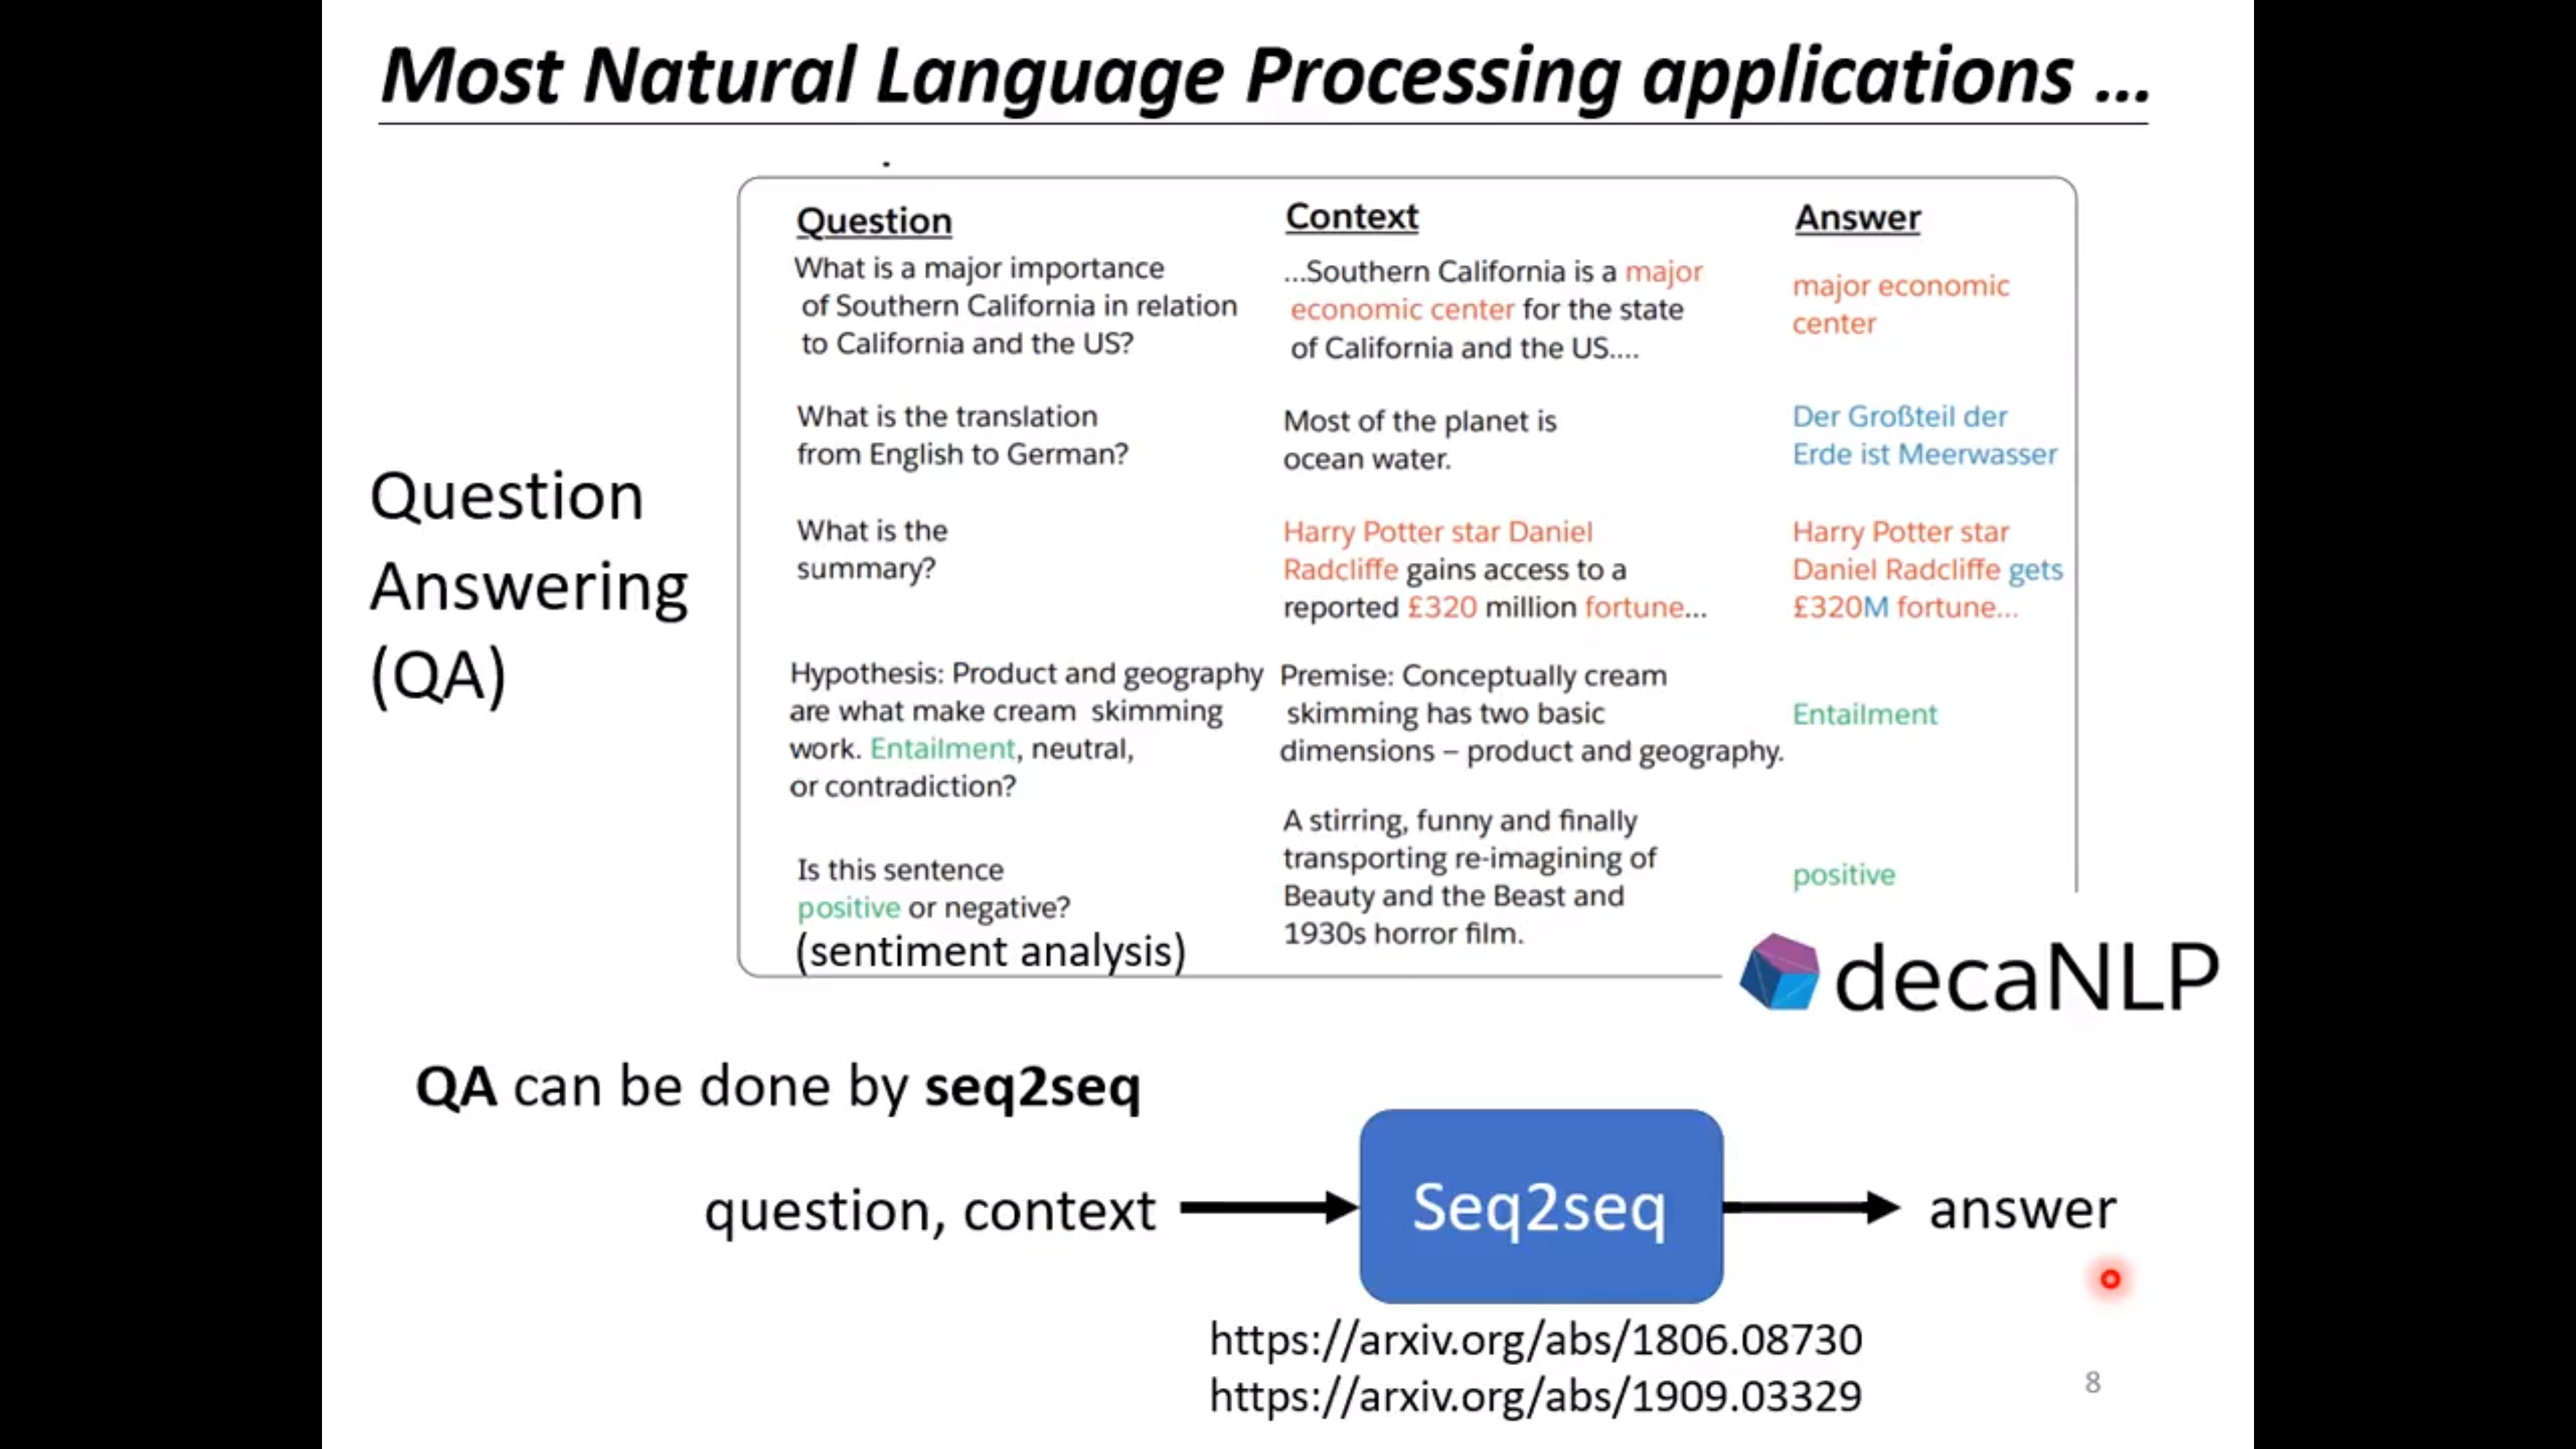 Most Natural Language Processing applications ...
Question
Answering
(QA)
Question
What is a major importance
of Southern California in relation
to California and the US?
Context
...Southern California is a major
economic center for the state
of California and the US....
Answer
major economic
center
What is the translation
from English to German?
Most of the planet is
ocean water.
Der Großteil der
Erde ist Meerwasser
What is the
summary?
Harry Potter star Daniel
Radcliffe gains access to a
reported £320 million fortune...
Harry Potter star
Daniel Radcliffe gets
£320M fortune...
Hypothesis: Product and geography
are what make cream skimming
work. Entailment, neutral,
or contradiction?
Premise: Conceptually cream
skimming has two basic
dimensions – product and geography.
Entailment
Is this sentence
positive or negative?
(sentiment analysis)
A stirring, funny and finally
transporting re-imagining of
Beauty and the Beast and
1930s horror film.
positive
decaNLP
QA can be done by seq2seq
question, context
Seq2seq
answer
https://arxiv.org/abs/1806.08730
https://arxiv.org/abs/1909.03329
8